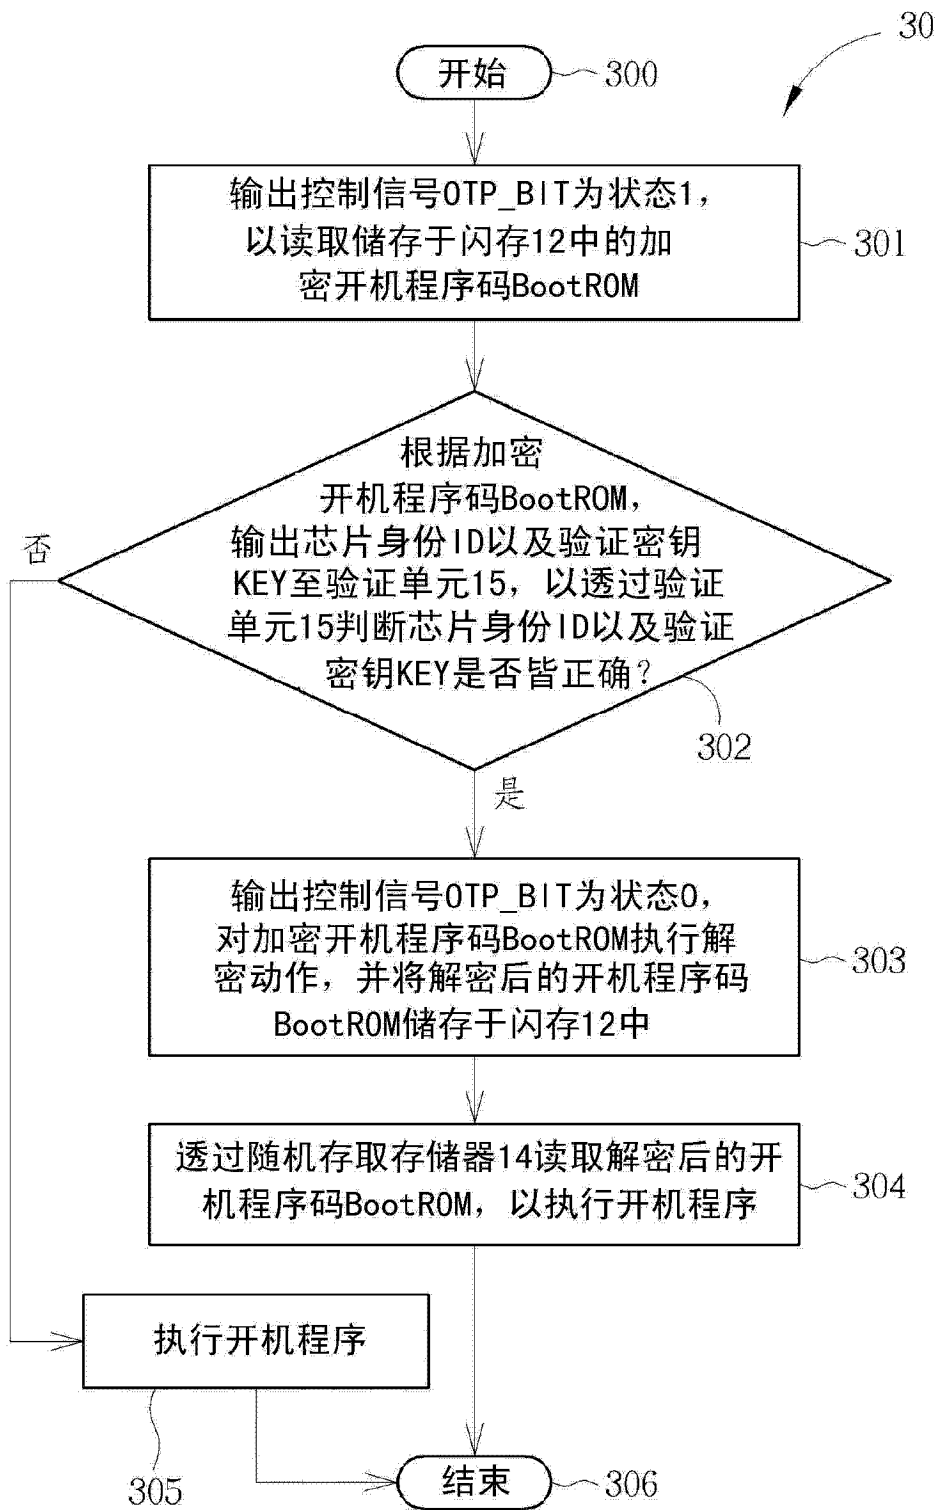 30
开始
300
输出控制信号OTP_BIT为状态1，
以读取储存于闪存12中的加
密开机程序码BootROM
301
根据加密
开机程序码BootROM，
输出芯片身份ID以及验证密钥
KEY至验证单元15，以透过验证
单元15判断芯片身份ID以及验证
密钥KEY是否皆正确？
否
302
是
输出控制信号OTP_BIT为状态0，
对加密开机程序码BootROM执行解
密动作，并将解密后的开机程序码
BootROM储存于闪存12中
303
透过随机存取存储器14读取解密后的开
机程序码BootROM，以执行开机程序
304
执行开机程序
305
结束
306